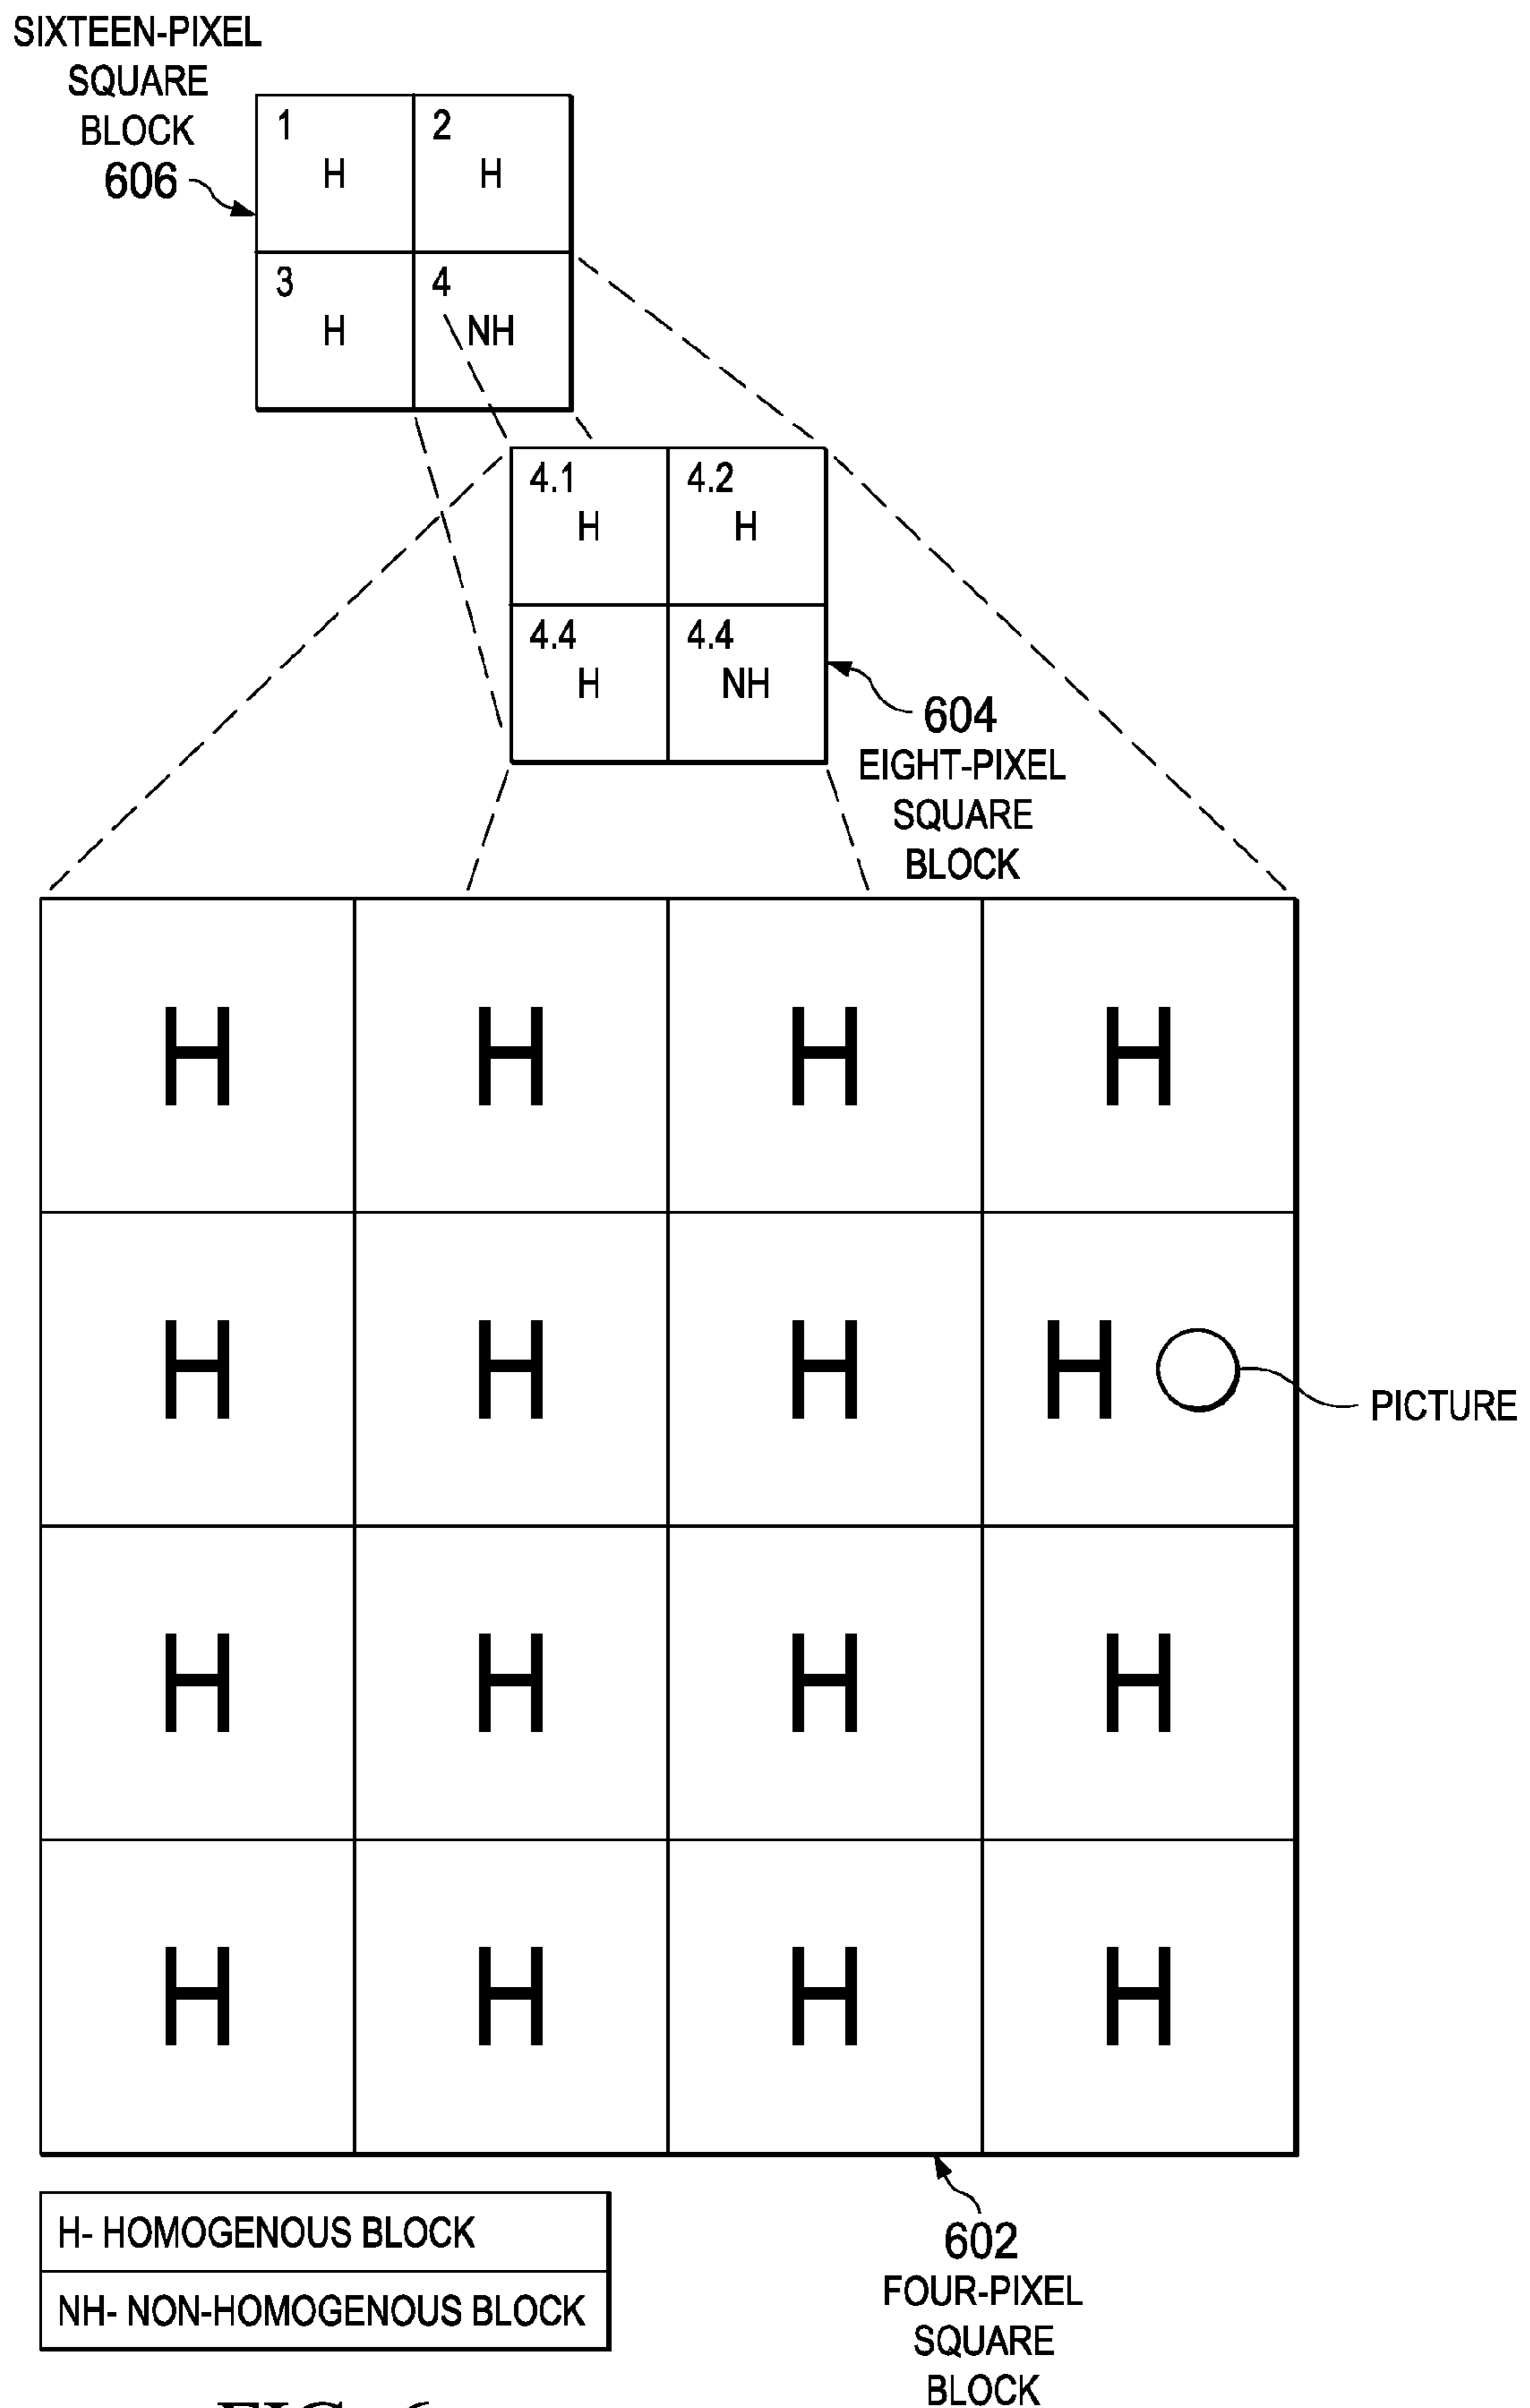 SIXTEEN-PIXEL
SQUARE
BLOCK
606
1
H
2
H
3
H
4
NH
4.1
H
4.2
H
4.4
H
4.4
NH
604
EIGHT-PIXEL
SQUARE
BLOCK
H H H H
H H H H
PICTURE
H H H H
H H H H
H- HOMOGENOUS BLOCK
NH- NON-HOMOGENOUS BLOCK
602
FOUR-PIXEL
SQUARE
BLOCK